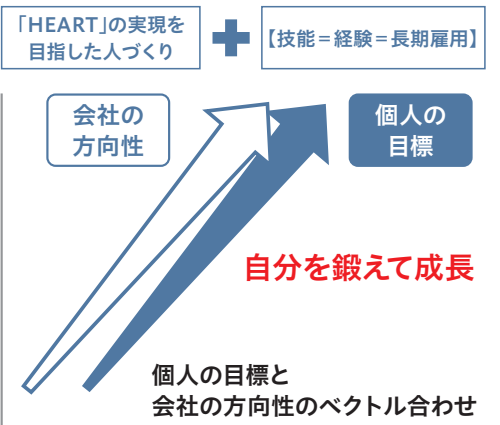 「HEART」の実現を
目指した人づくり
【技能＝経験＝長期雇用】
会社の
方向性
個人の
目標
自分を鍛えて成長
個人の目標と
会社の方向性のベクトル合わせ